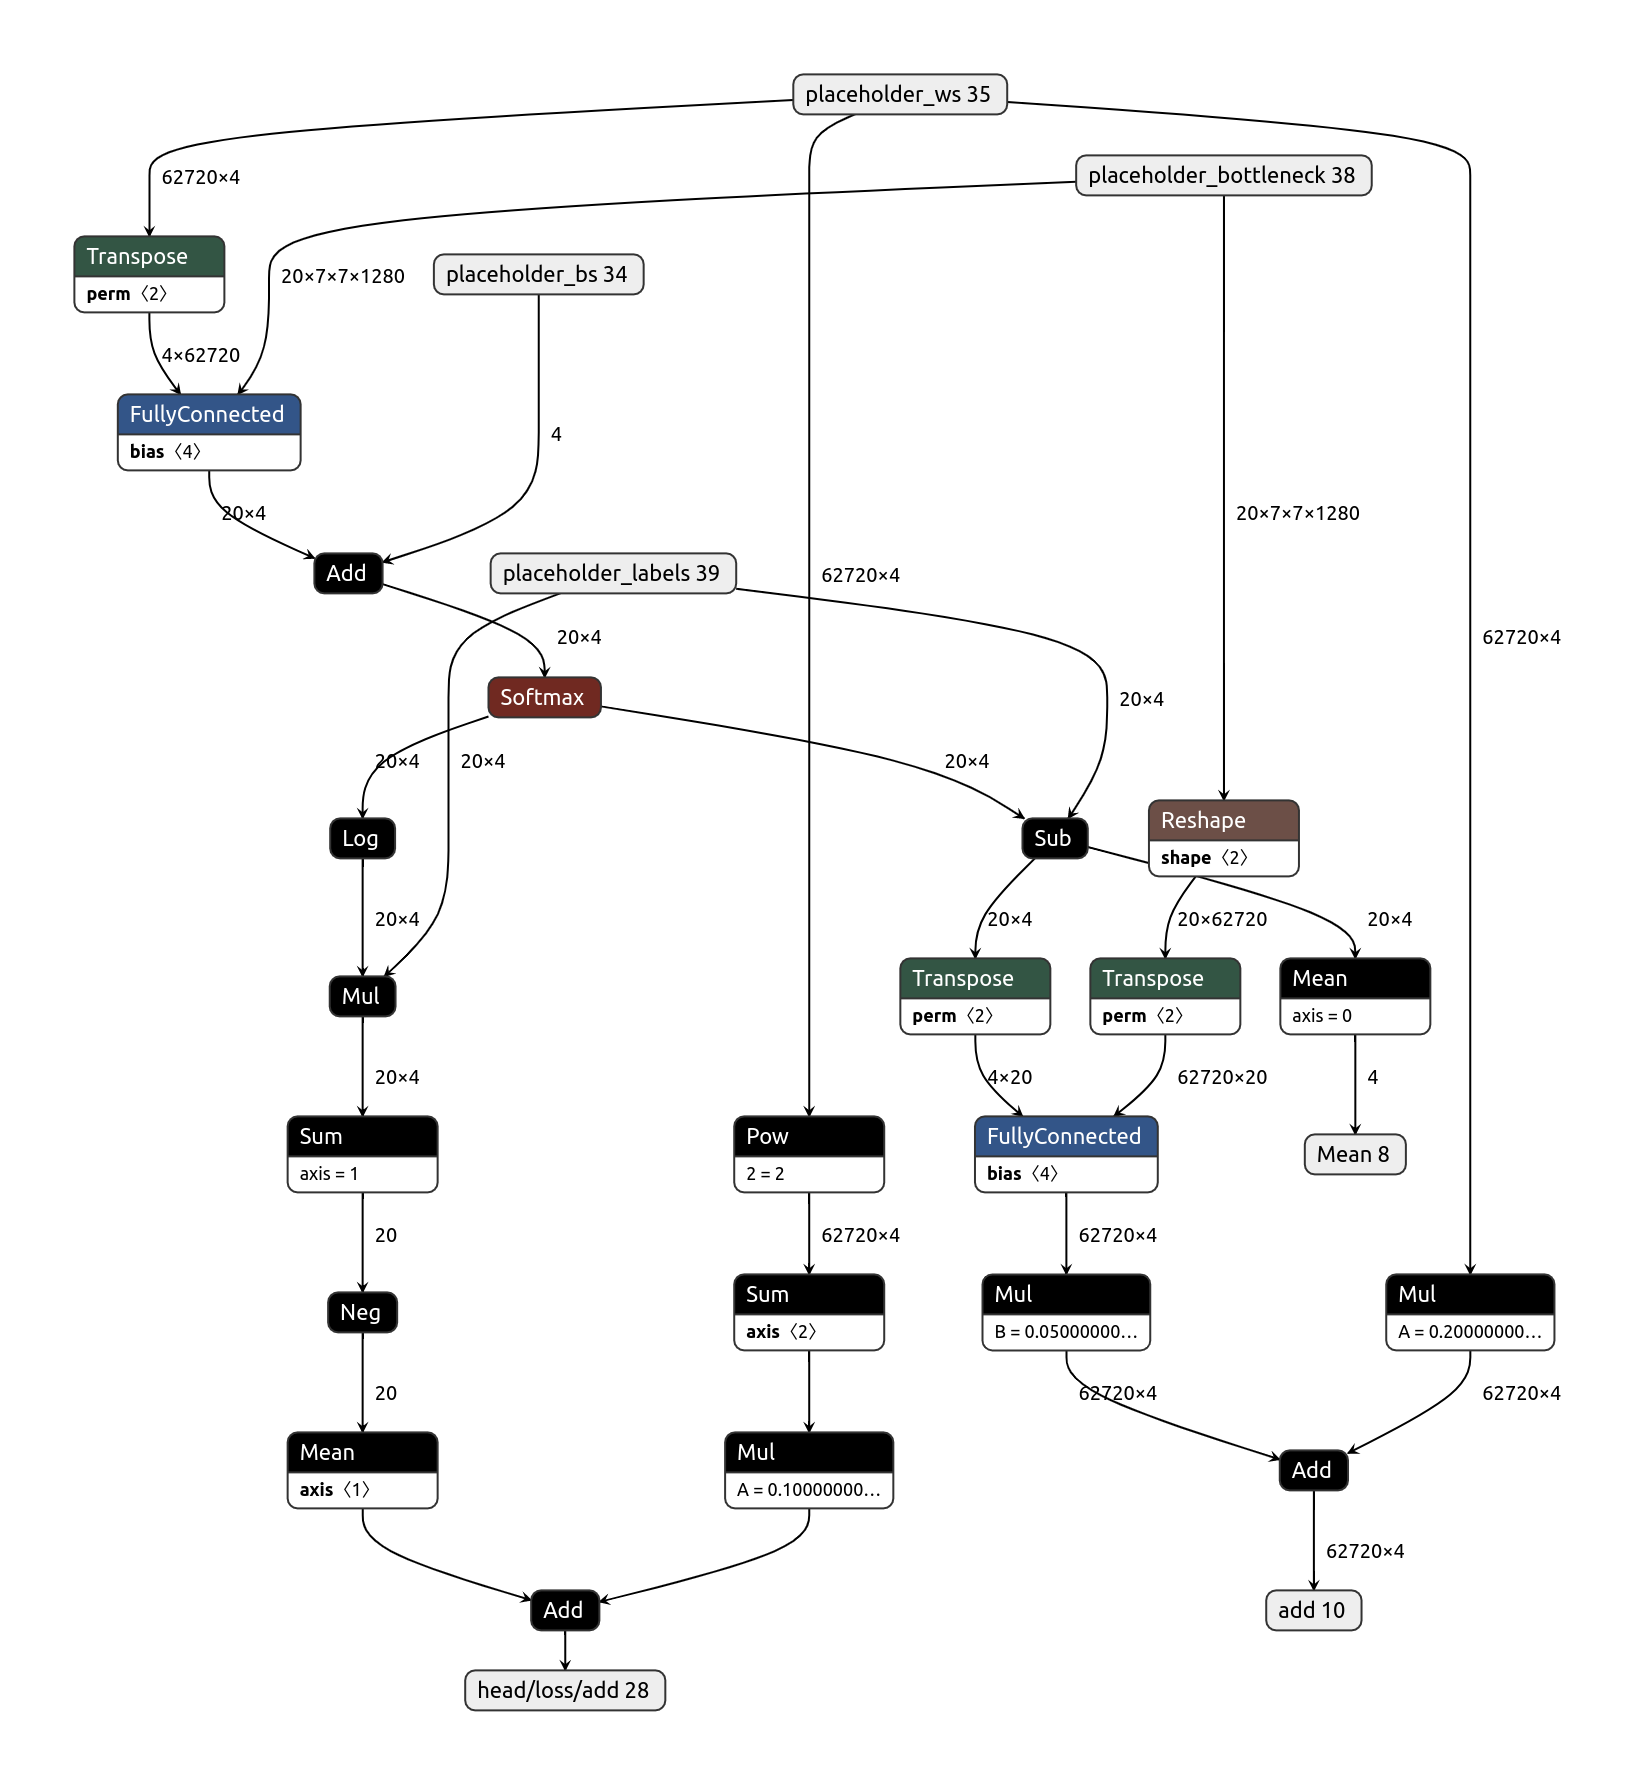 placeholder_ws 35
62720×4
placeholder_bottleneck 38
Transpose
perm〈2〉
20×7×7×1280
placeholder_bs 34
4×62720
FullyConnected
bias〈4〉
4
20×4
20×7×7×1280
Add
placeholder_labels 39
62720×4
20×4
62720×4
Softmax
20×4
20×4
20×4
20×4
Log
Sub
Reshape
shape〈2〉
20×4
20×4
20×62720
20×4
Mul
Transpose
perm〈2〉
Transpose
perm〈2〉
Mean
axis = 0
20×4
4×20
62720×20
4
Sum
axis = 1
Pow
2 = 2
FullyConnected
bias〈4〉
Mean 8
20
62720×4
62720×4
Neg
Sum
axis〈2〉
Mul
B = 0.05000000…
Mul
A = 0.20000000…
20
62720×4
62720×4
Mean
axis〈1〉
Mul
A = 0.10000000…
Add
62720×4
Add
add 10
head/loss/add 28